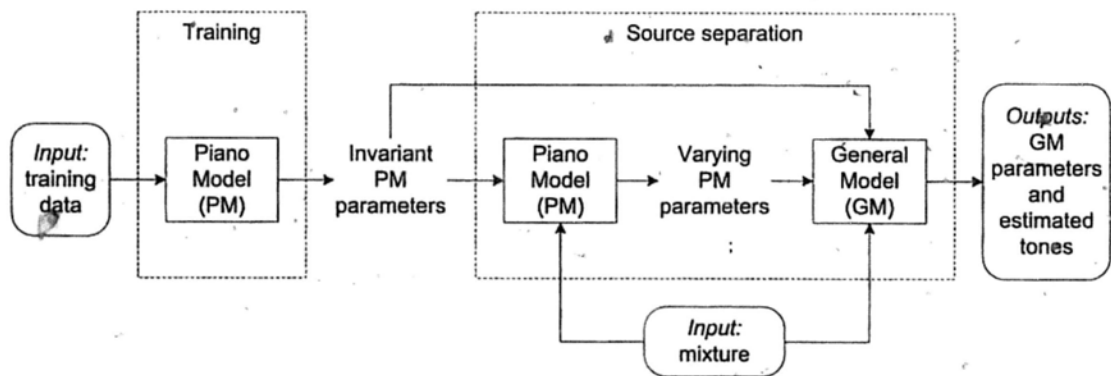 Training
Source separation
Input:
training
data
Piano
Model
(PM)
Invariant
PM
parameters
Piano
Model
(PM)
Varying
PM
parameters
General
Model
(GM)
Outputs:
GM
parameters
and
estimated
tones
Input:
mixture